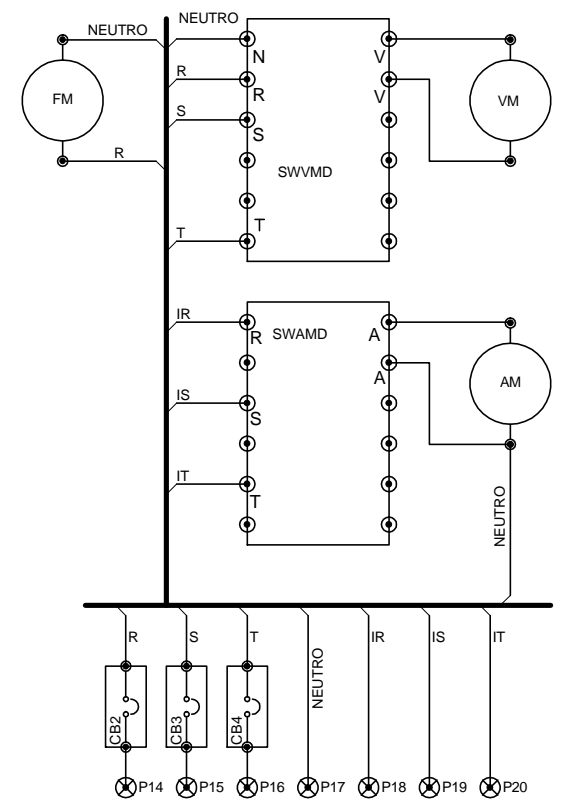 NEUTRO
NEUTRO
N
V
R
R
V
FM
VM
S
S
R
SWVMD
T
T
IR
R
SWAMD
A
A
AM
IS
S
IT
T
NEUTRO
R
S
T
NEUTRO
IR
IS
IT
CB2
CB3
CB4
P14
P15
P16
P17
P18
P19
P20